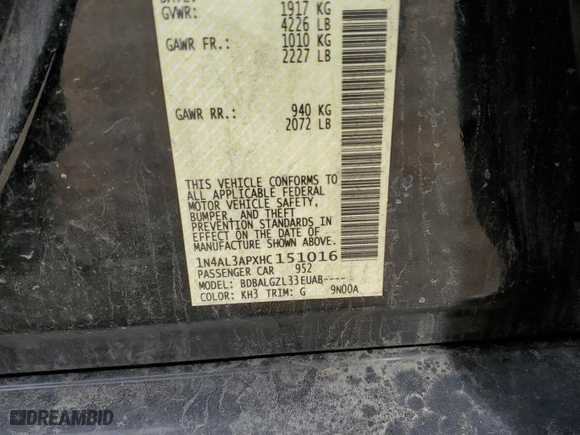 GVWR: 1917 KG
4226 LB
GAWR FR.: 1010 KG
2227 LB
GAWR RR.: 940 KG
2072 LB
THIS VEHICLE CONFORMS TO
ALL APPLICABLE FEDERAL
MOTOR VEHICLE SAFETY,
BUMPER, AND THEFT
PREVENTION STANDARDS IN
EFFECT ON THE DATE OF
MANUFACTURE SHOWN ABOVE.
1N4AL3APXHC151016
PASSENGER CAR 952
MODEL: BDBALGZL33EUAB----
COLOR: KH3 TRIM: G 9N00A
DREAMBID